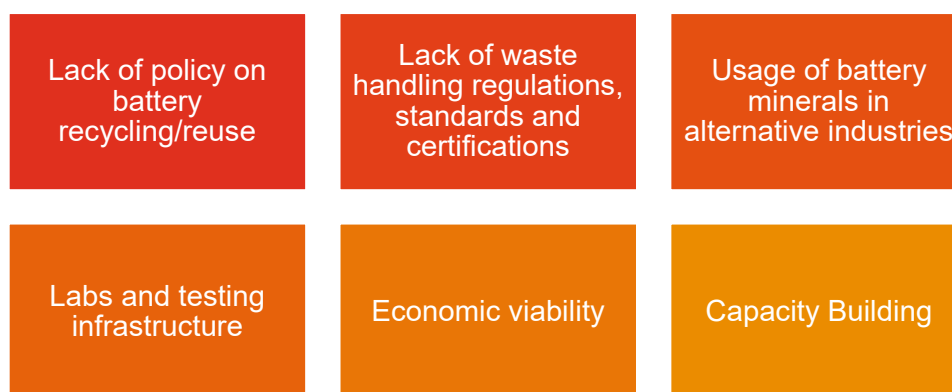 Lack of policy on
battery
recycling/reuse
Lack of waste
handling regulations,
standards and
certifications
Usage of battery
minerals in
alternative industries
Labs and testing
infrastructure
Economic viability
Capacity Building